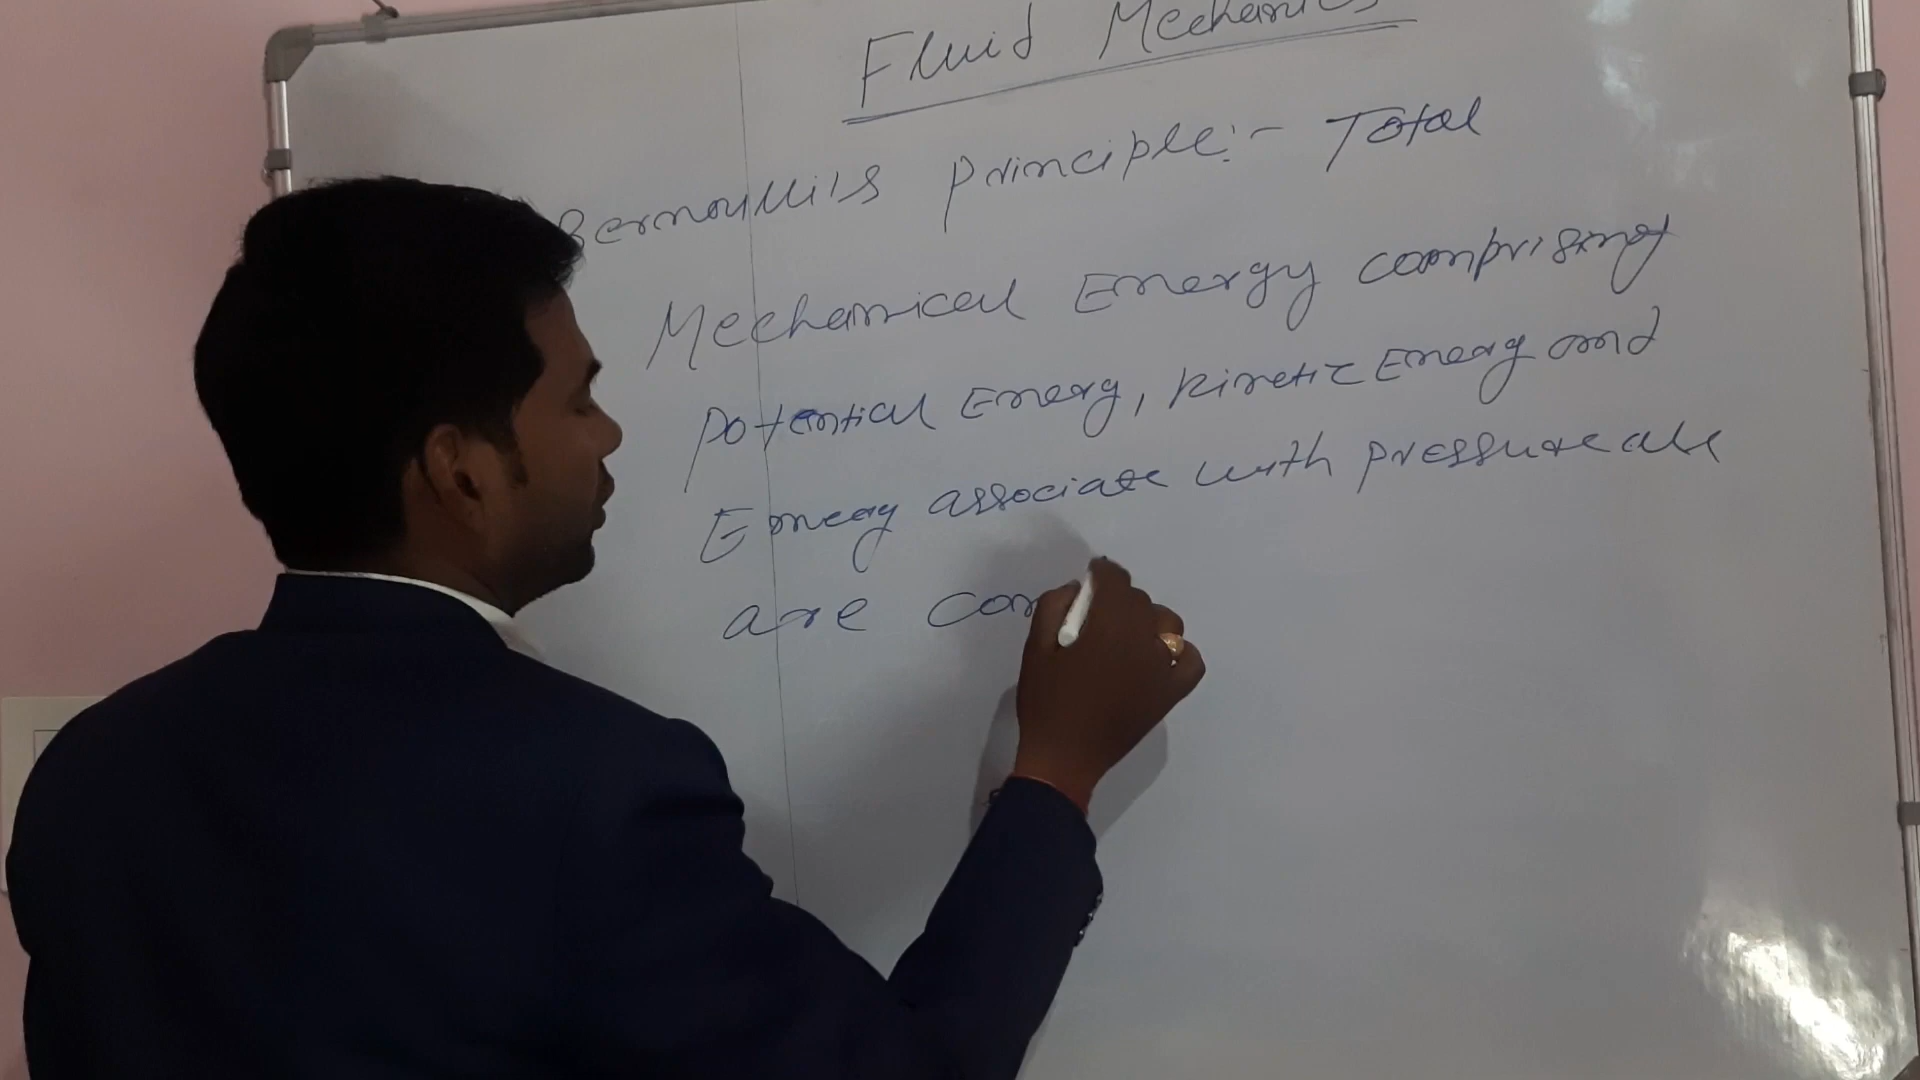 Fluid Mechanics
Bernoulli's principle:- Total
Mechanical Energy comprising
potential Energy, kinetic Energy and
Energy associate with pressure all
are con